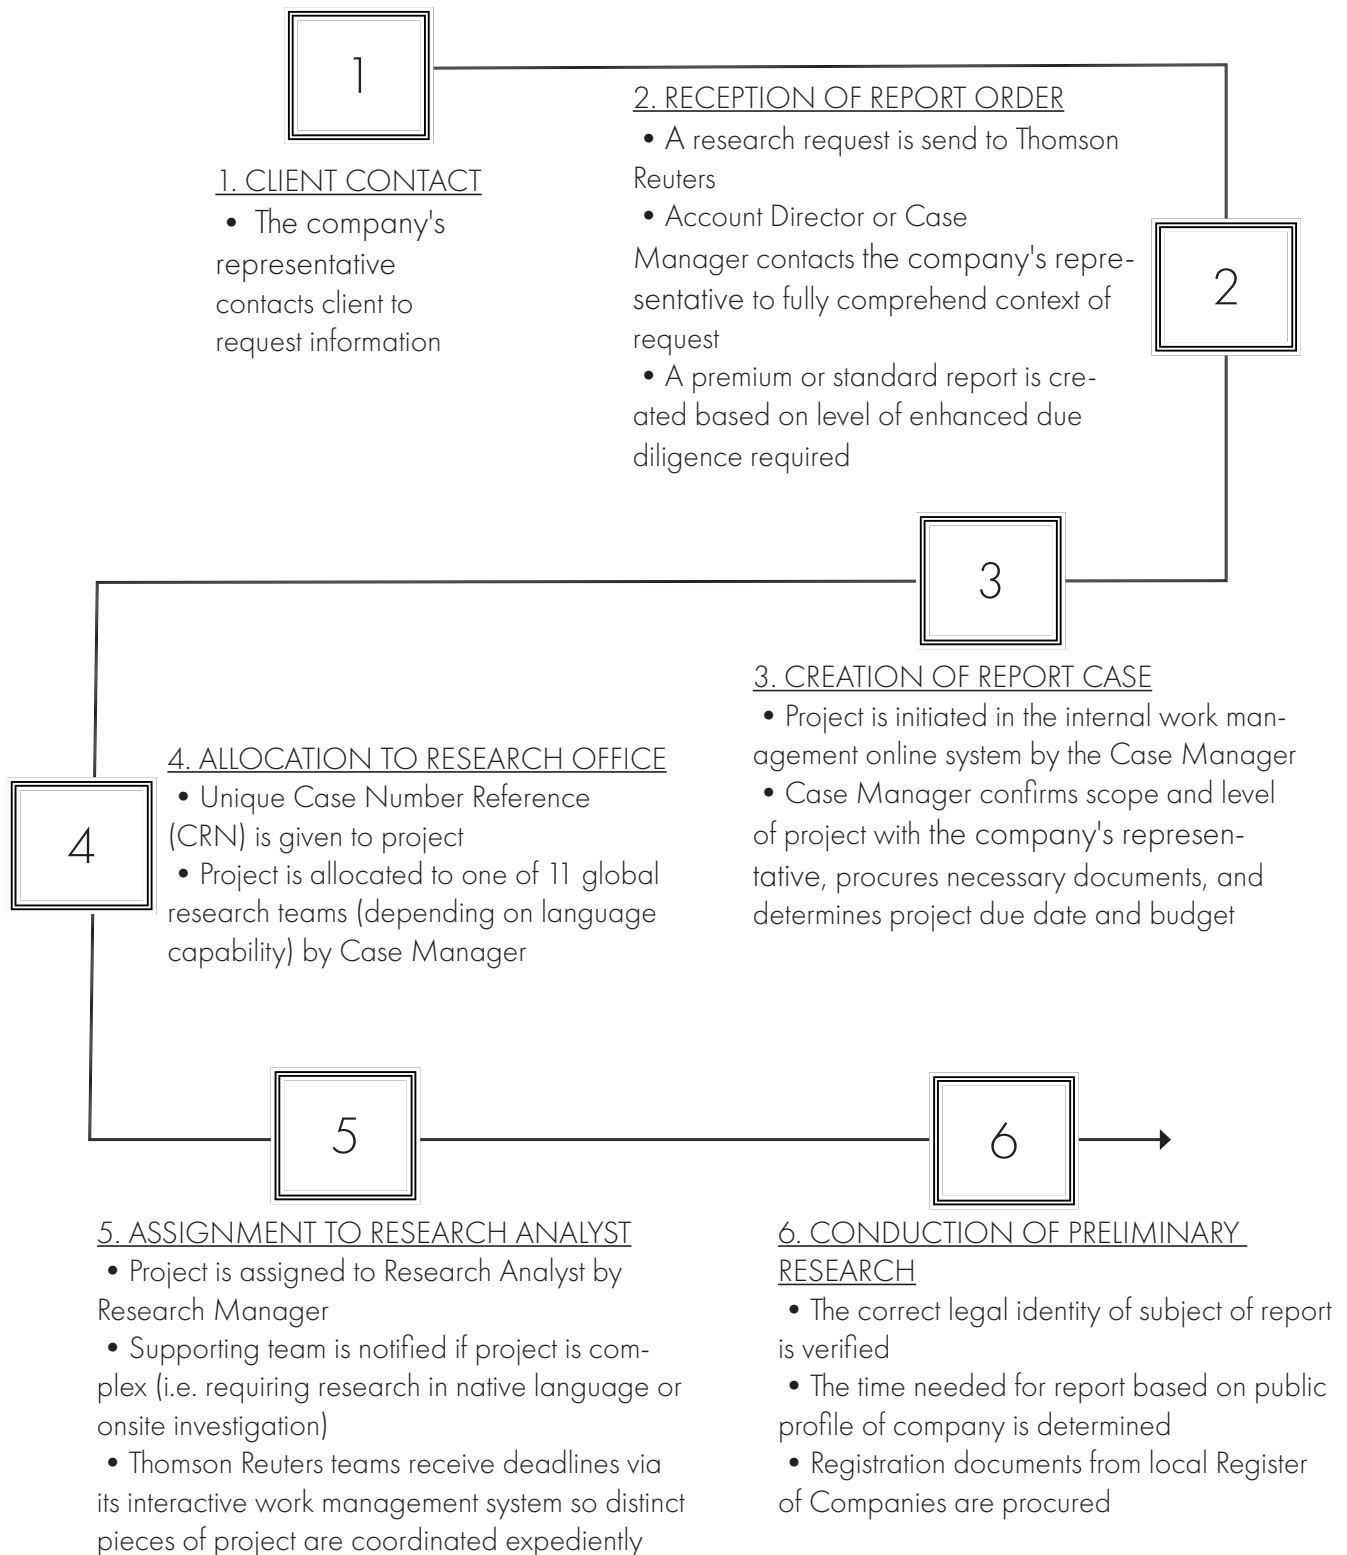 1
1. CLIENT CONTACT
• The company's
representative
contacts client to
request information
2. RECEPTION OF REPORT ORDER
• A research request is send to Thomson
Reuters
• Account Director or Case
Manager contacts the company's repre-
sentative to fully comprehend context of
request
• A premium or standard report is cre-
ated based on level of enhanced due
diligence required
2
3
3. CREATION OF REPORT CASE
• Project is initiated in the internal work man-
agement online system by the Case Manager
• Case Manager confirms scope and level
of project with the company's represen-
tative, procures necessary documents, and
determines project due date and budget
4
4. ALLOCATION TO RESEARCH OFFICE
• Unique Case Number Reference
(CRN) is given to project
• Project is allocated to one of 11 global
research teams (depending on language
capability) by Case Manager
5
5. ASSIGNMENT TO RESEARCH ANALYST
• Project is assigned to Research Analyst by
Research Manager
• Supporting team is notified if project is com-
plex (i.e. requiring research in native language or
onsite investigation)
• Thomson Reuters teams receive deadlines via
its interactive work management system so distinct
pieces of project are coordinated expediently
6
6. CONDUCTION OF PRELIMINARY
RESEARCH
• The correct legal identity of subject of report
is verified
• The time needed for report based on public
profile of company is determined
• Registration documents from local Register
of Companies are procured